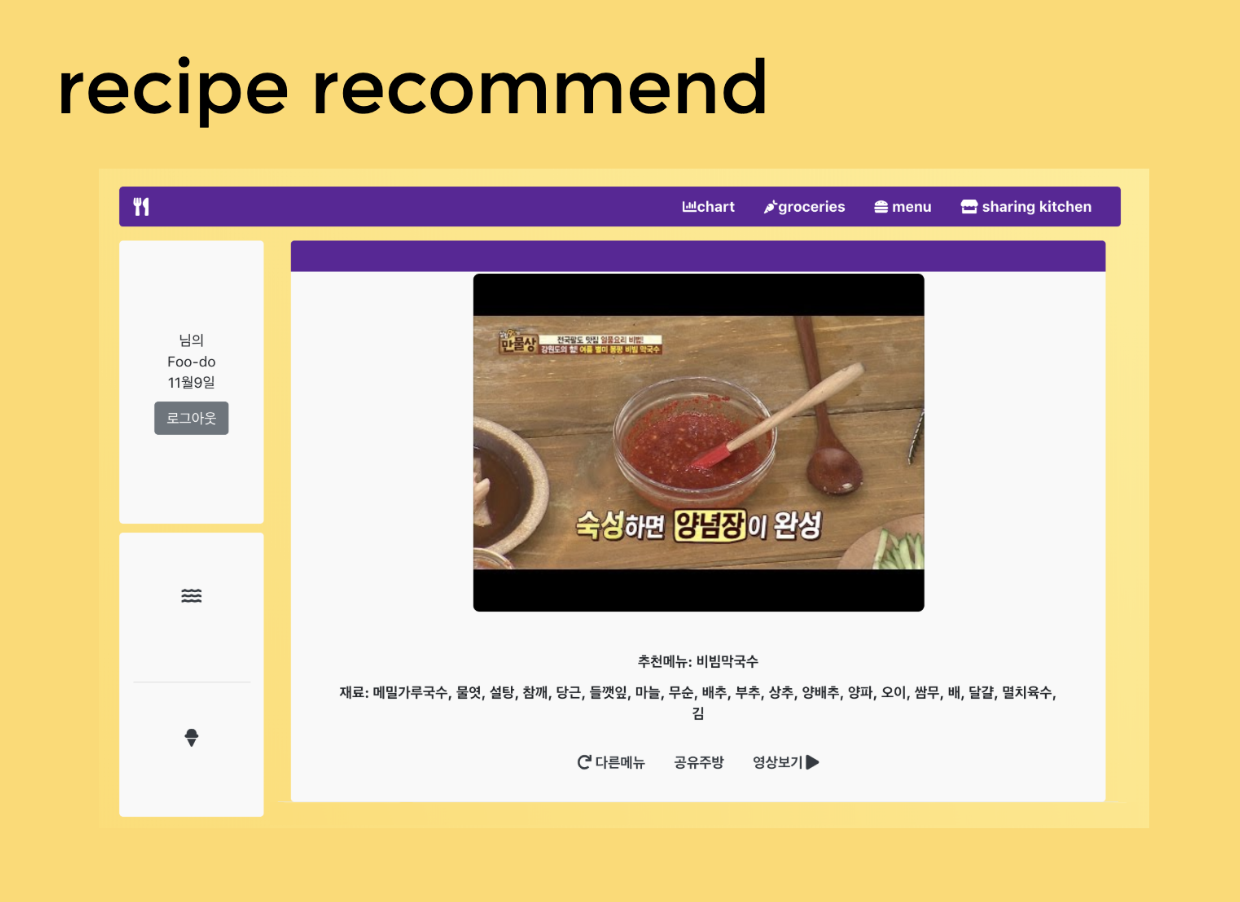 recipe recommend
chart groceries menu sharing kitchen
님의
Foo-do
11월9일
로그아웃
만물상
전국팔도 맛집 일품요리 비법!
강원도의 힘! 여름 별미 봉평 비빔 막국수
숙성하면 양념장이 완성
추천메뉴: 비빔막국수
재료: 메밀가루국수, 물엿, 설탕, 참깨, 당근, 들깻잎, 마늘, 무순, 배추, 부추, 상추, 양배추, 양파, 오이, 쌈무, 배, 달걀, 멸치육수,
김
다른메뉴 공유주방 영상보기